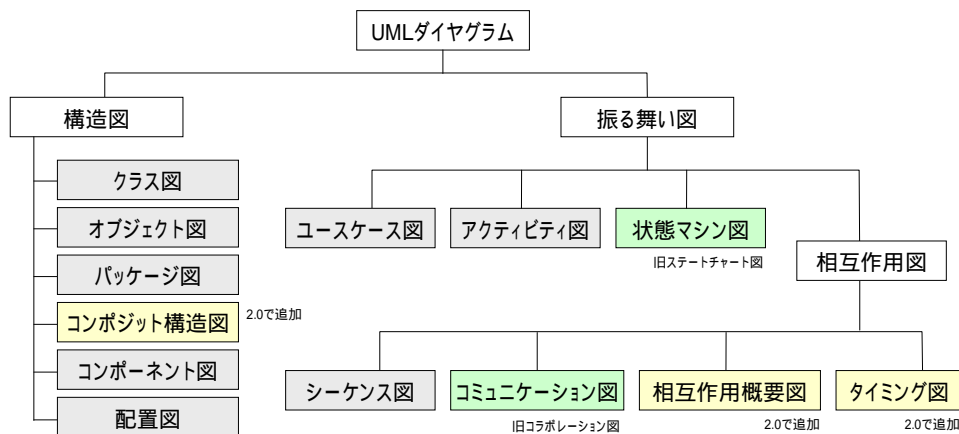 UMLダイヤグラム
構造図
振る舞い図
クラス図
オブジェクト図
パッケージ図
コンポジット構造図
2.0で追加
コンポーネント図
配置図
ユースケース図
アクティビティ図
状態マシン図
旧ステートチャート図
相互作用図
シーケンス図
コミュニケーション図
旧コラボレーション図
相互作用概要図
2.0で追加
タイミング図
2.0で追加